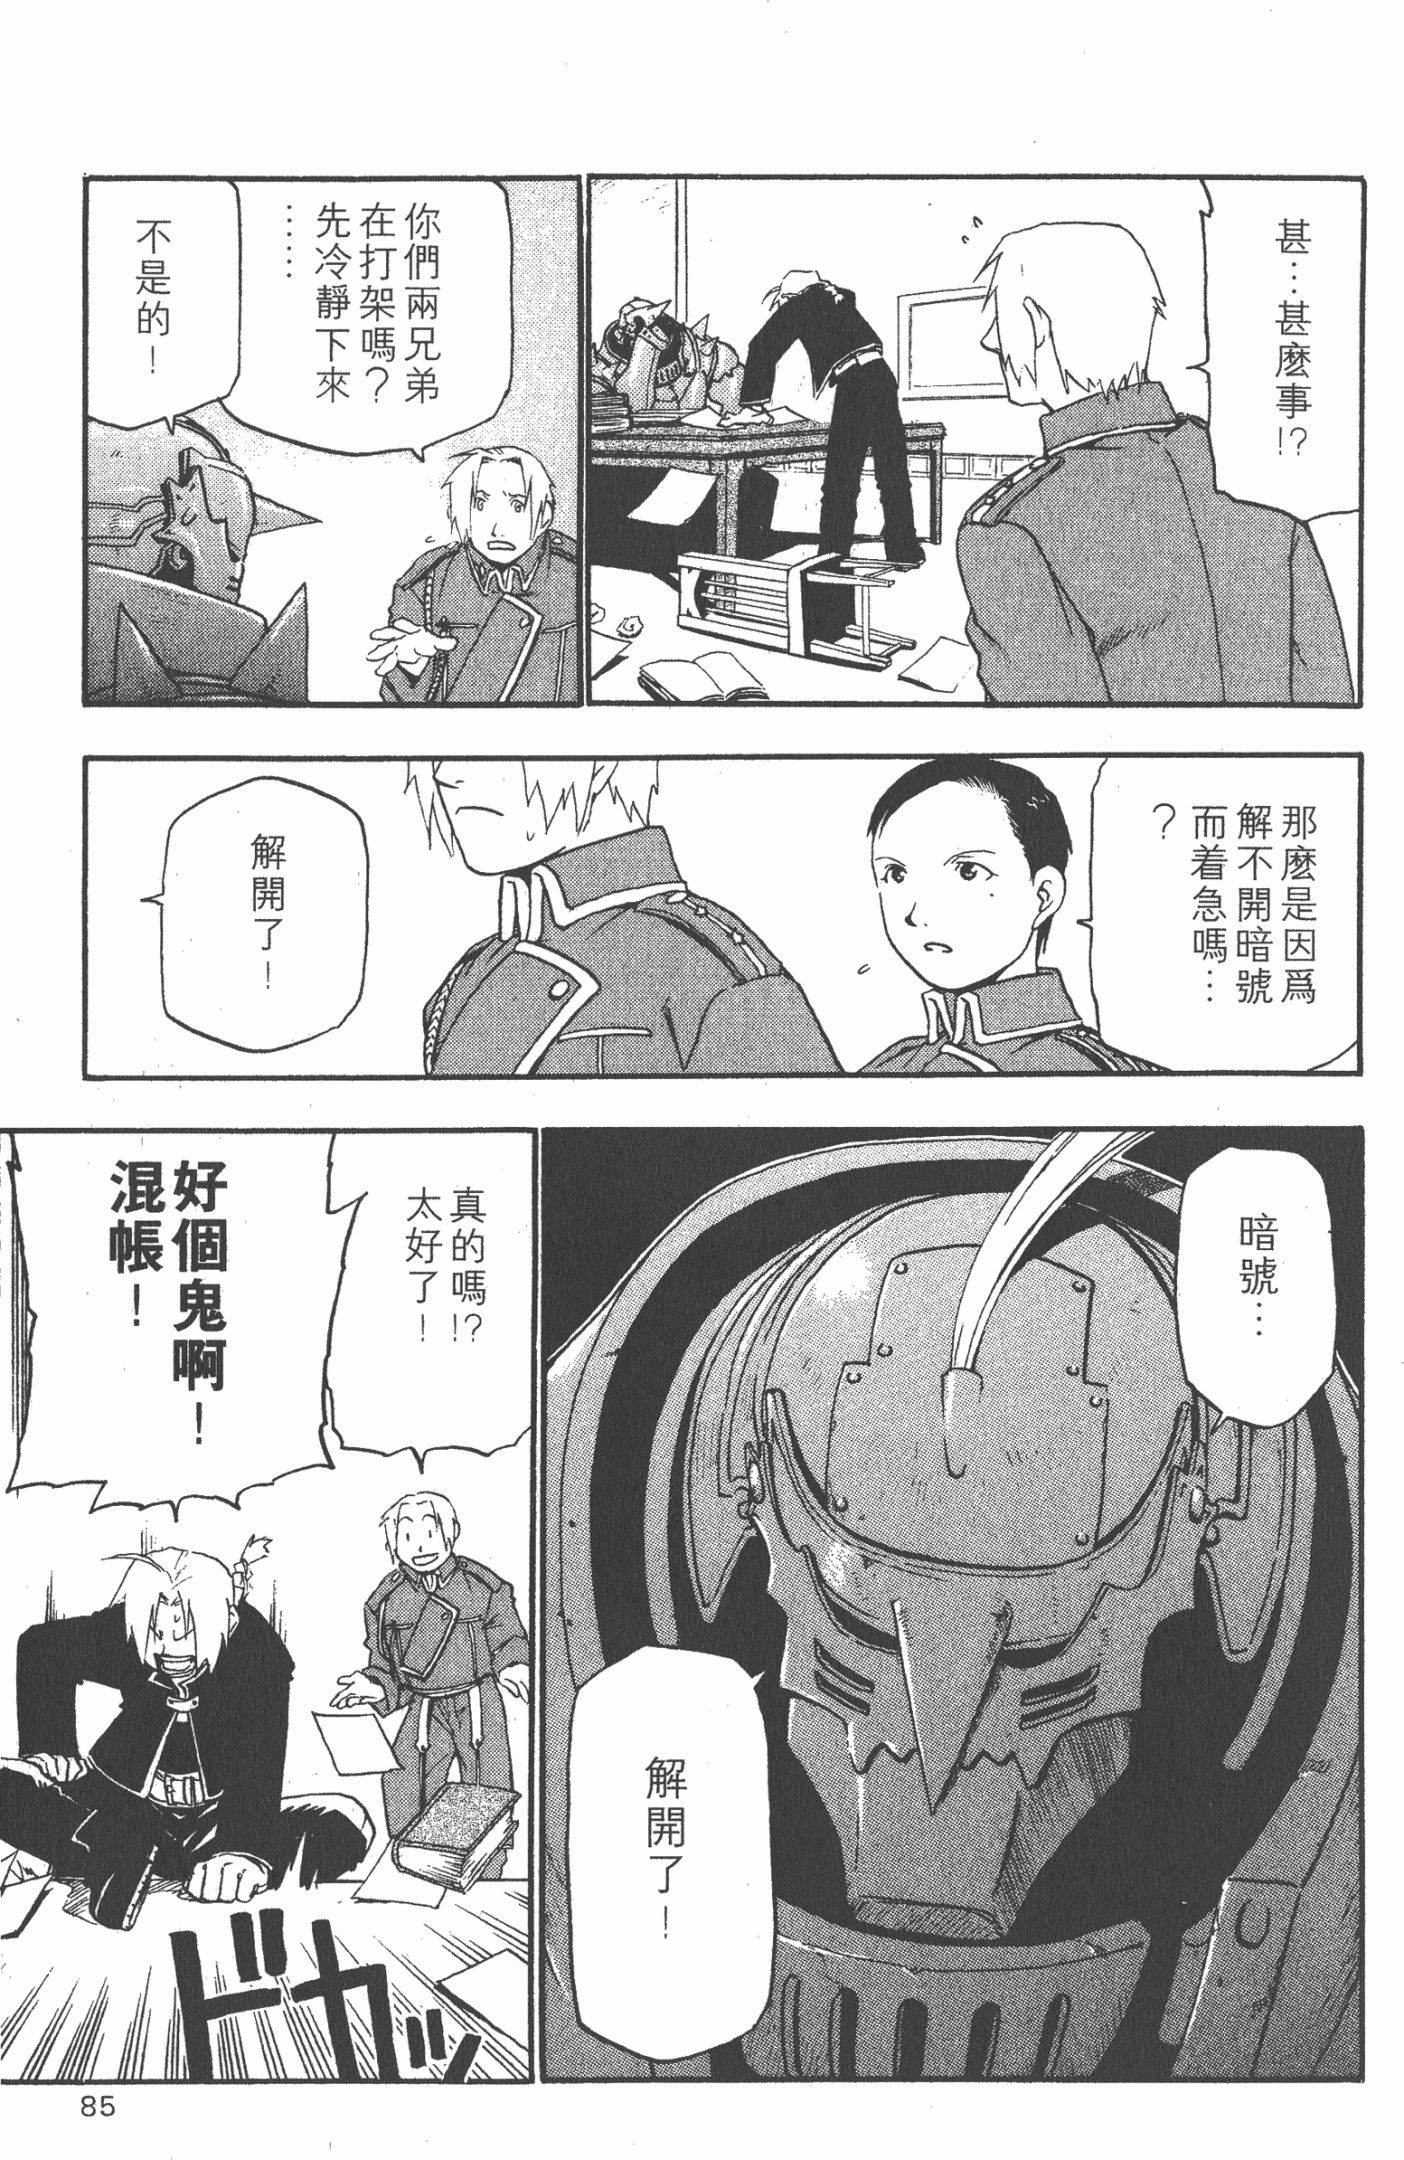 甚…甚麽事!?
你們兩兄弟
在打架嗎？
先冷靜下來
……
不是的！
那麽是因爲
解不開暗號
而着急嗎…
？
解開了！
暗號…
解開了！
真的嗎!?
太好了！
好個鬼啊！
混帳！
ドカッ
85